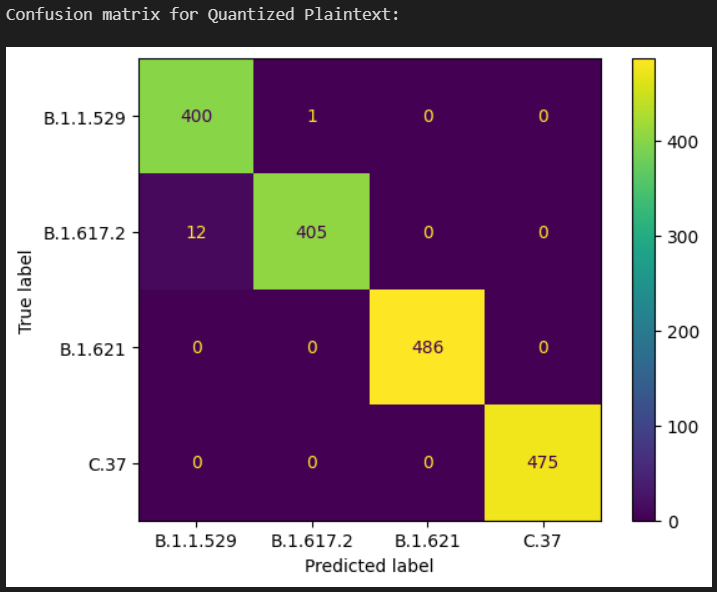 Confusion matrix for Quantized Plaintext:
B.1.1.529 400 1 0 0 400
B.1.617.2 12 405 0 0 300
True label
B.1.621 0 0 486 0 200
100
C.37 0 0 0 475
0
B.1.1.529 B.1.617.2 B.1.621 C.37
Predicted label